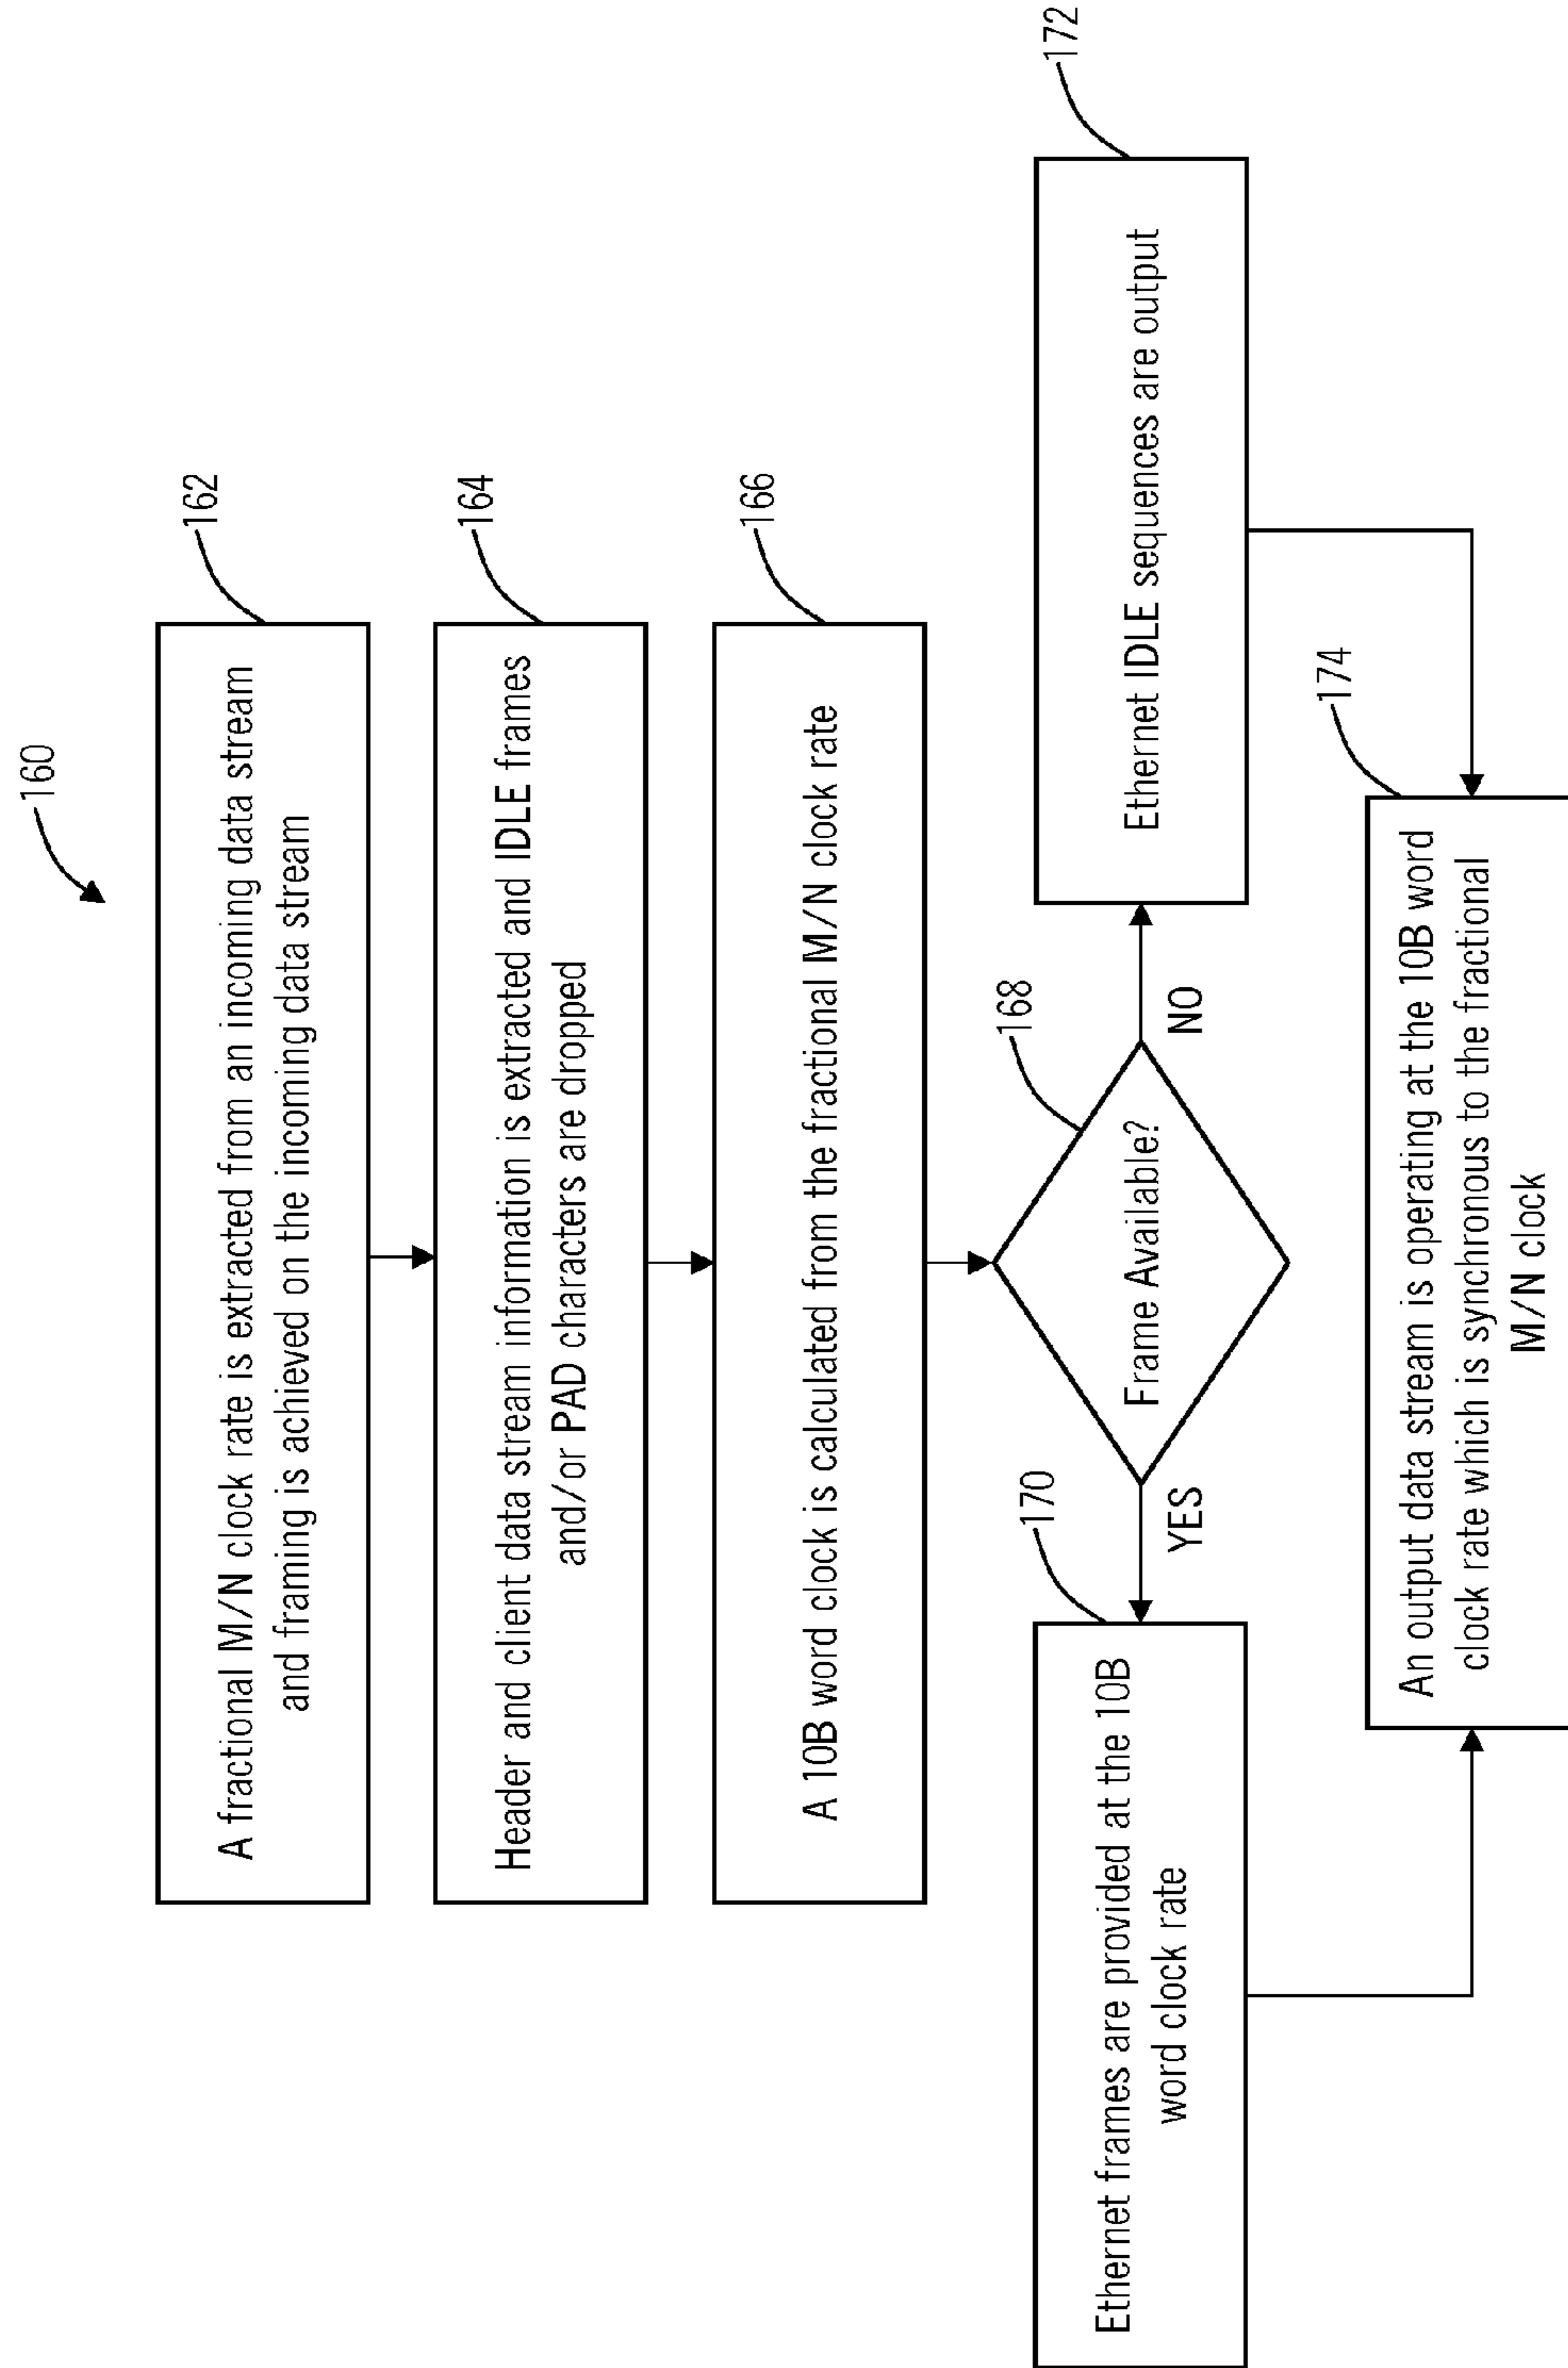 160
162
A fractional M/N clock rate is extracted from an incoming data stream
and framing is achieved on the incoming data stream
164
Header and client data stream information is extracted and IDLE frames
and/or PAD characters are dropped
166
A 10B word clock is calculated from the fractional M/N clock rate
168
Frame Available?
YES
NO
170
Ethernet frames are provided at the 10B
word clock rate
172
Ethernet IDLE sequences are output
174
An output data stream is operating at the 10B word
clock rate which is synchronous to the fractional
M/N clock